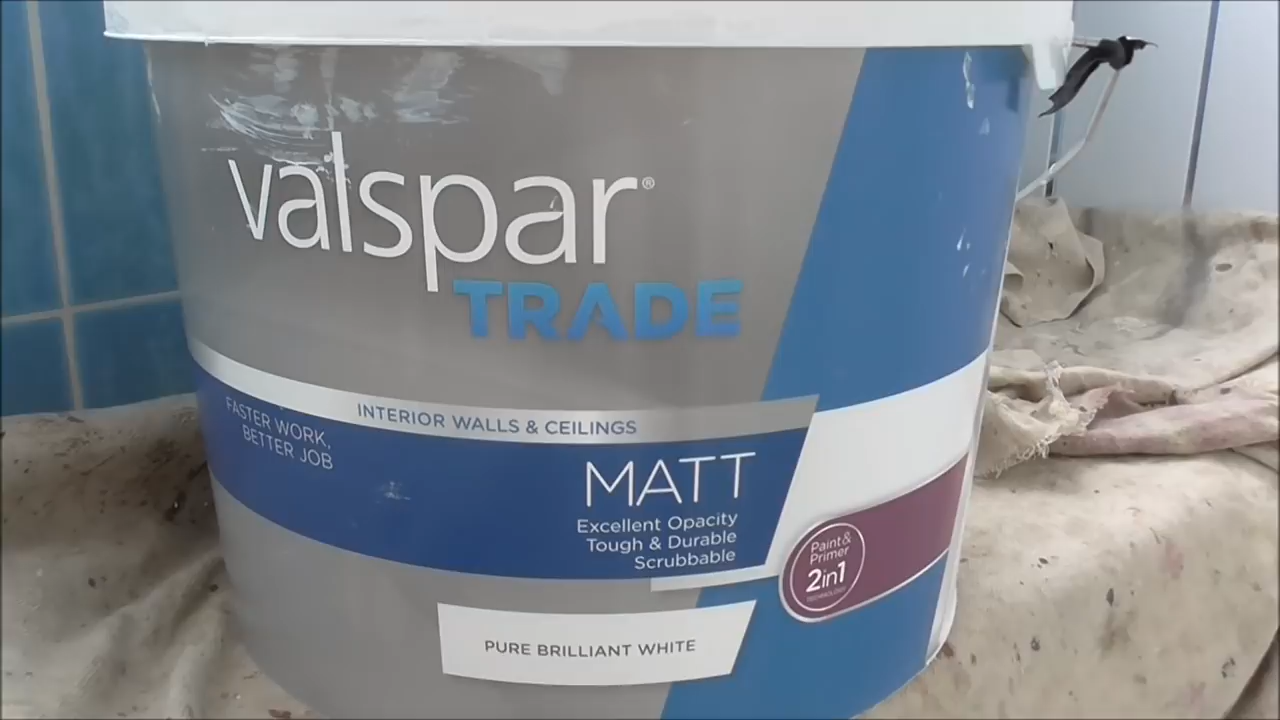 valspar®
TRADE
INTERIOR WALLS & CEILINGS
FASTER WORK,
BETTER JOB
MATT
Excellent Opacity
Tough & Durable
Scrubbable
Paint &
Primer
2in1
TECHNOLOGY
PURE BRILLIANT WHITE